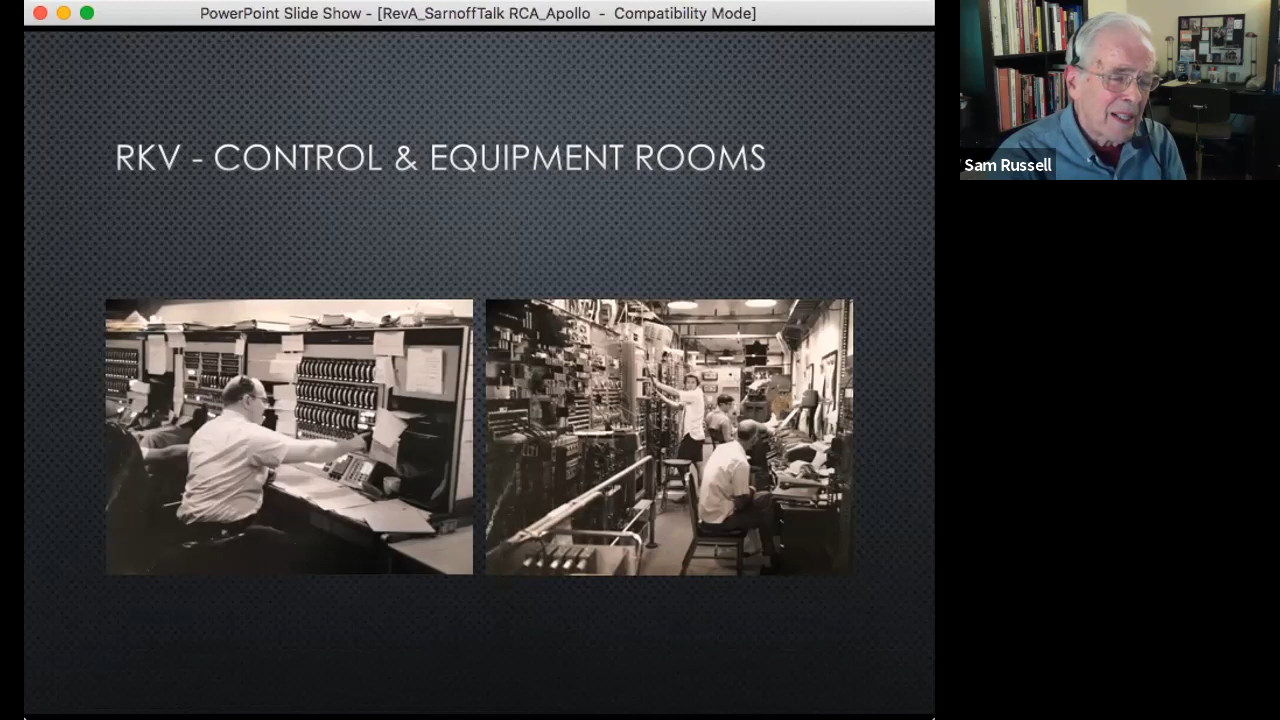 PowerPoint Slide Show - [RevA_SarnoffTalk RCA_Apollo - Compatibility Mode]
RKV - CONTROL & EQUIPMENT ROOMS
Sam Russell